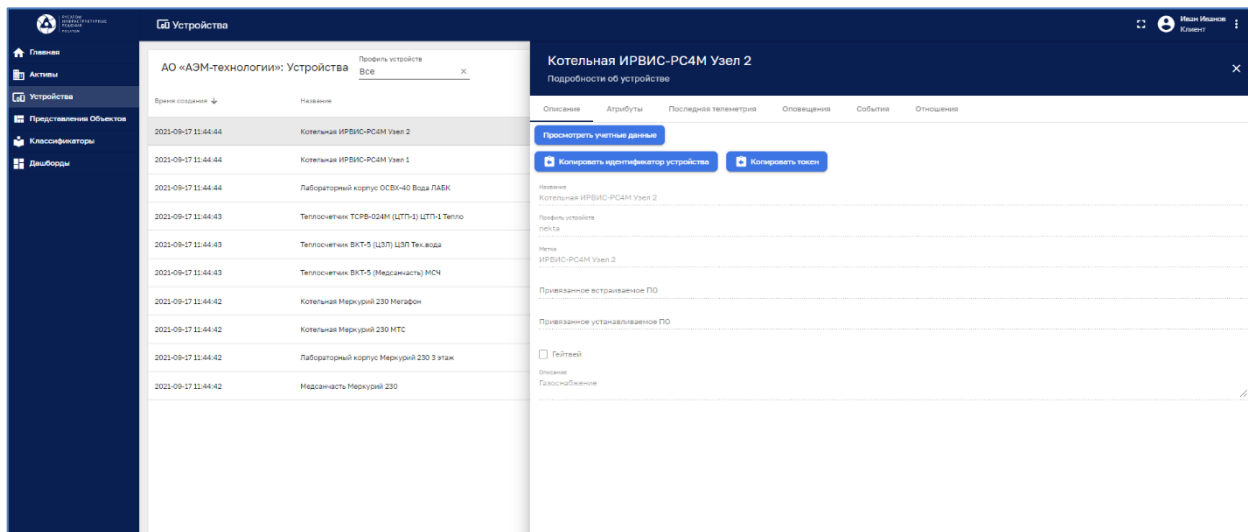 РУСАТОМ
ИНФРАСТРУКТУРНЫЕ
РЕШЕНИЯ
РОСАТОМ
Устройства
Иван Иванов
Клиент
Главная
Активы
Устройства
Представления Объектов
Классификаторы
Дашборды
АО «АЭМ-технологии»: Устройства
Профиль устройств
Все
Время создания
Название
2021-09-17 11:44:44
Котельная ИРВИС-РС4М Узел 2
2021-09-17 11:44:44
Котельная ИРВИС-РС4М Узел 1
2021-09-17 11:44:44
Лабораторный корпус ОСВХ-40 Вода ЛАБК
2021-09-17 11:44:43
Теплосчетчик ТСРВ-024М (ЦТП-1) ЦТП-1 Тепло
2021-09-17 11:44:43
Теплосчетчик ВКТ-5 (ЦЗЛ) ЦЗЛ Тех.вода
2021-09-17 11:44:43
Теплосчетчик ВКТ-5 (Медсанчасть) МСЧ
2021-09-17 11:44:42
Котельная Меркурий 230 Мегафон
2021-09-17 11:44:42
Котельная Меркурий 230 МТС
2021-09-17 11:44:42
Лабораторный корпус Меркурий 230 3 этаж
2021-09-17 11:44:42
Медсанчасть Меркурий 230
Котельная ИРВИС-РС4М Узел 2
Подробности об устройстве
Описание Атрибуты Последняя телеметрия Оповещения События Отношения
Просмотреть учетные данные
Копировать идентификатор устройства Копировать токен
Название
Котельная ИРВИС-РС4М Узел 2
Профиль устройств
nekta
Метка
ИРВИС-РС4М Узел 2
Привязанное встраиваемое ПО
Привязанное устанавливаемое ПО
Гейтвей
Описание
Газоснабжение